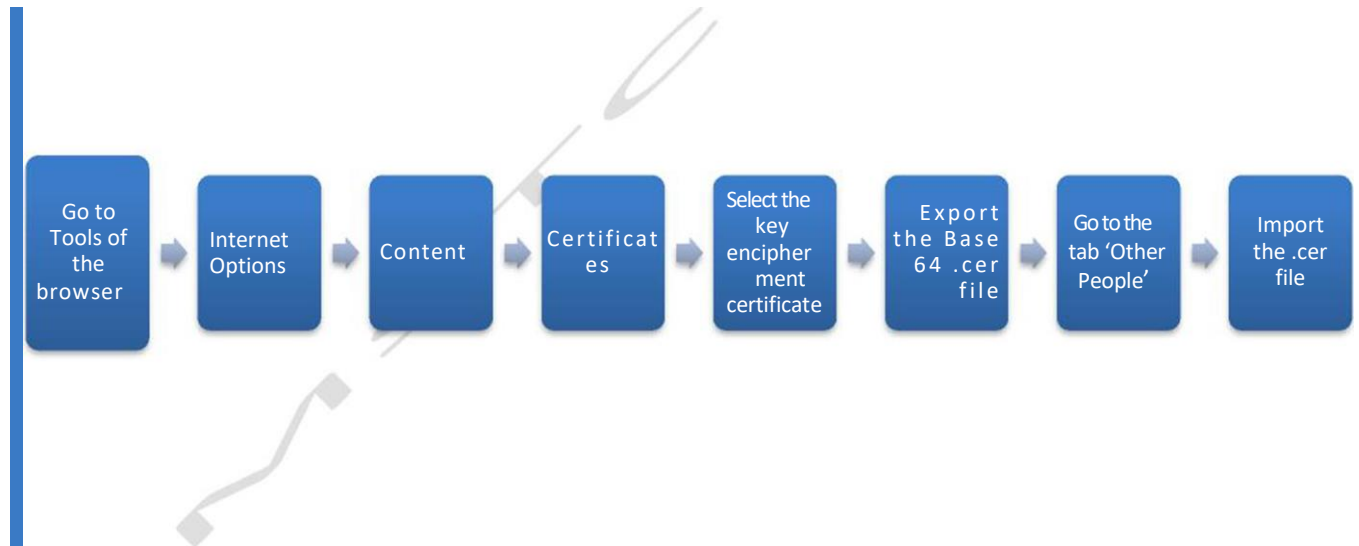 Go to
Tools of
the
browser
Internet
Options
Content
Certificat
es
Select the
key
encipher
ment
certificate
Export
the Base
64 .cer
file
Go to the
tab ‘Other
People’
Import
the .cer
file